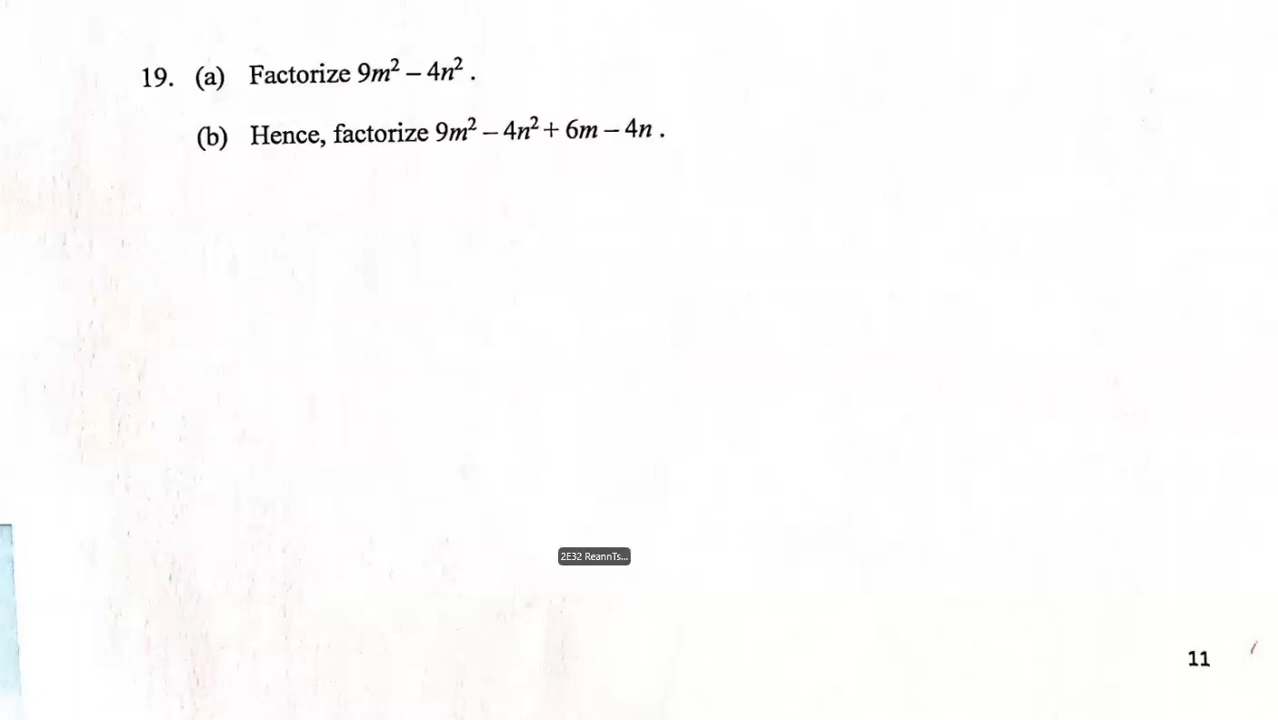 19. (a) Factorize 9m² – 4n² .
(b) Hence, factorize 9m² – 4n² + 6m – 4n .
2E32 ReannTs...
11